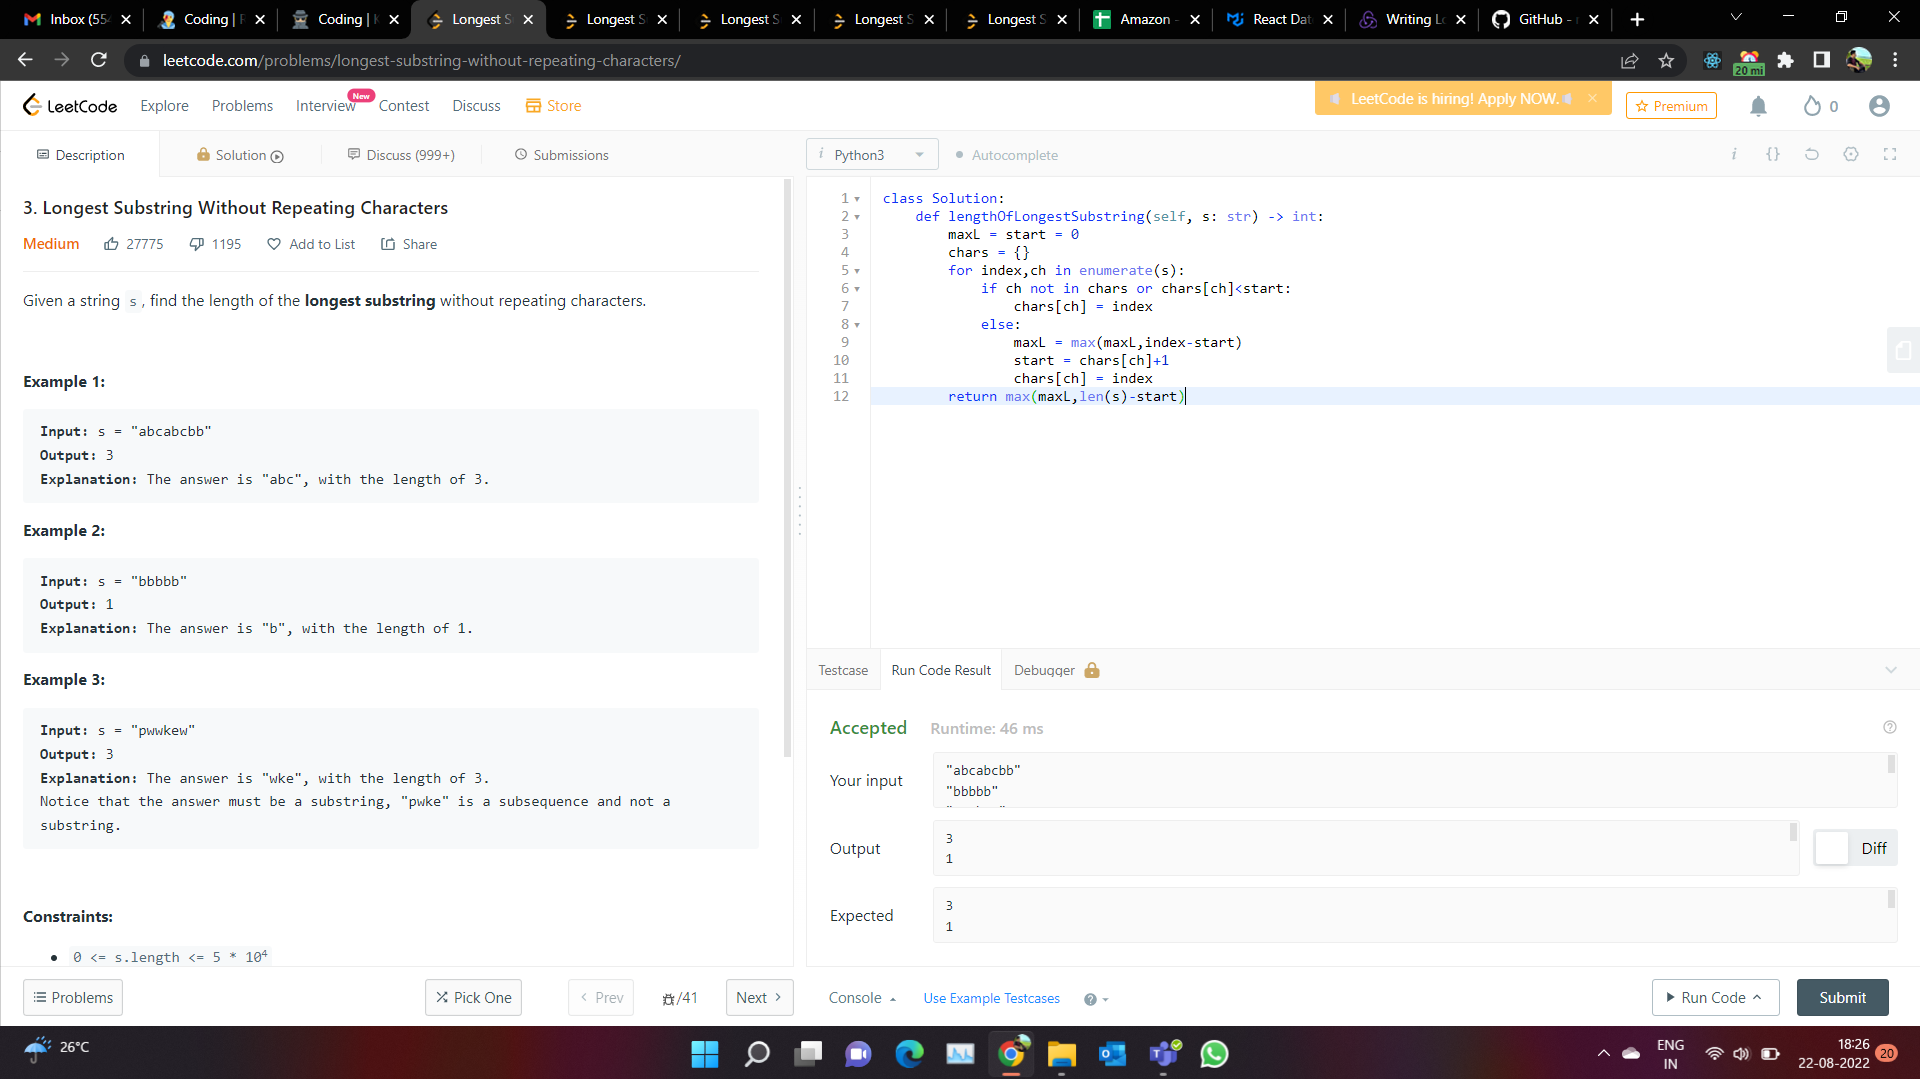 Inbox (554
Coding |
Coding |
Longest S
Longest S
Longest S
Longest S
Longest S
Amazon -
React Dat
Writing Lo
GitHub -
leetcode.com/problems/longest-substring-without-repeating-characters/
20 mi
LeetCode
Explore
Problems
Interview
New
Contest
Discuss
Store
LeetCode is hiring! Apply NOW.
Premium
0
Description
Solution
Discuss (999+)
Submissions
i Python3
Autocomplete
3. Longest Substring Without Repeating Characters
Medium 27775 1195 Add to List Share
Given a string s, find the length of the longest substring without repeating characters.
Example 1:
Input: s = "abcabcbb"
Output: 3
Explanation: The answer is "abc", with the length of 3.
Example 2:
Input: s = "bbbbb"
Output: 1
Explanation: The answer is "b", with the length of 1.
Example 3:
Input: s = "pwwkew"
Output: 3
Explanation: The answer is "wke", with the length of 3.
Notice that the answer must be a substring, "pwke" is a subsequence and not a
substring.
Constraints:
0 <= s.length <= 5 * 10⁴
Problems
Pick One
Prev
/41
Next
1 class Solution:
2 def lengthOfLongestSubstring(self, s: str) -> int:
3 maxL = start = 0
4 chars = {}
5 for index,ch in enumerate(s):
6 if ch not in chars or chars[ch]<start:
7 chars[ch] = index
8 else:
9 maxL = max(maxL,index-start)
10 start = chars[ch]+1
11 chars[ch] = index
12 return max(maxL,len(s)-start)
Testcase
Run Code Result
Debugger
Accepted Runtime: 46 ms
Your input
"abcabcbb"
"bbbbb"
Output
3
1
Diff
Expected
3
1
Console
Use Example Testcases
Run Code
Submit
26°C
ENG
IN
18:26
22-08-2022
20